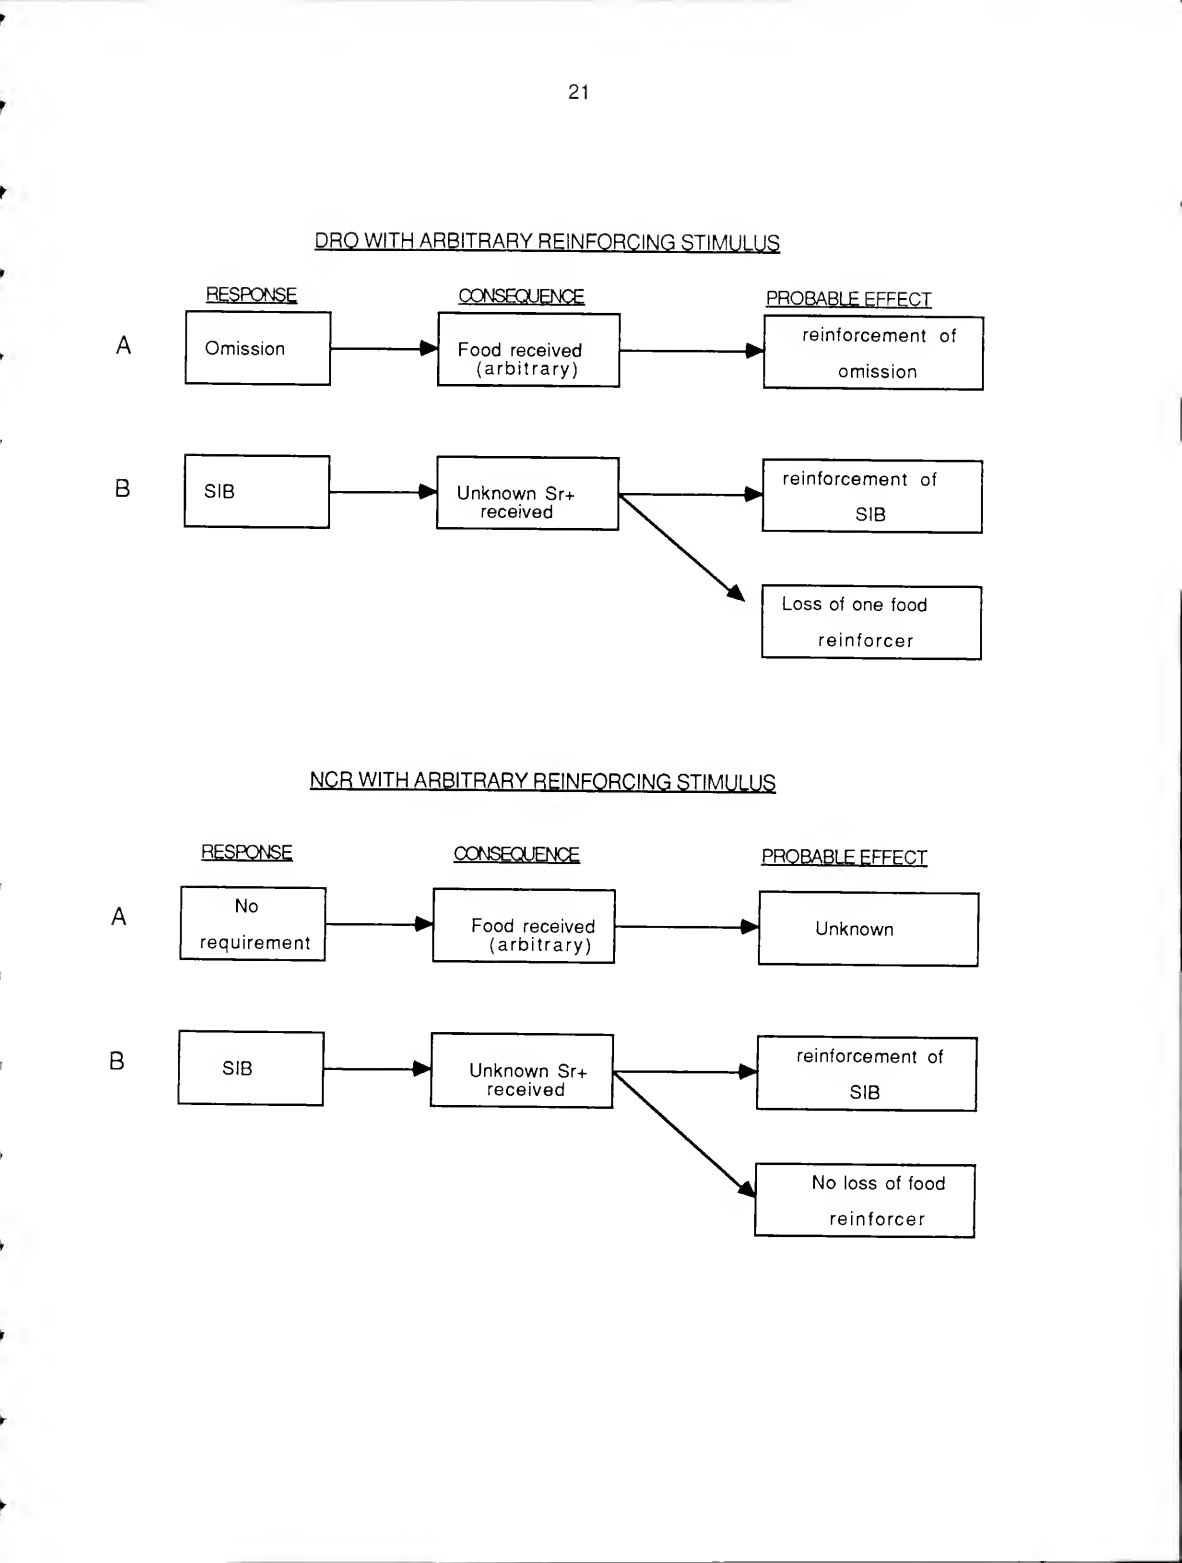 21
DRO WITH ARBITRARY REINFORCING STIMULUS
RESPONSE CONSEQUENCE PROBABLE EFFECT
A
Omission
Food received
(arbitrary)
reinforcement of
omission
B
SIB
Unknown Sr+
received
reinforcement of
SIB
Loss of one food
reinforcer
NCR WITH ARBITRARY REINFORCING STIMULUS
RESPONSE CONSEQUENCE PROBABLE EFFECT
A
No
requirement
Food received
(arbitrary)
Unknown
B
SIB
Unknown Sr+
received
reinforcement of
SIB
No loss of food
reinforcer